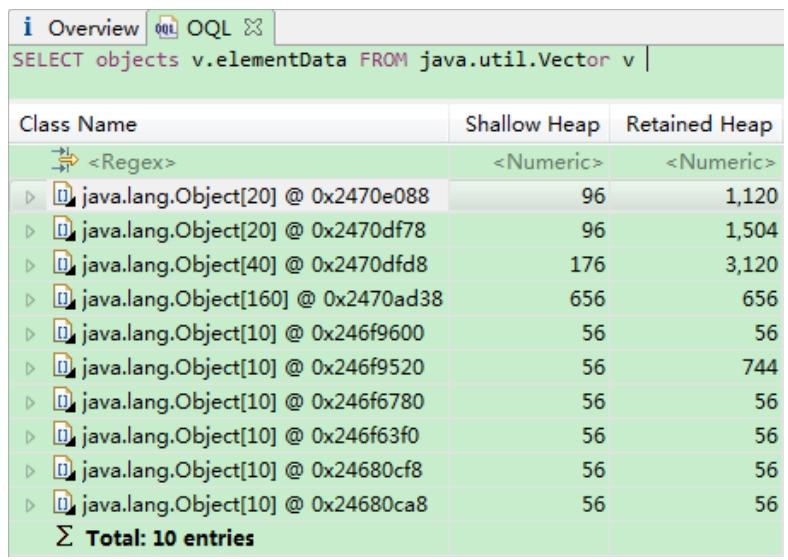 i Overview OQL
SELECT objects v.elementData FROM java.util.Vector v
Class Name Shallow Heap Retained Heap
<Regex> <Numeric> <Numeric>
java.lang.Object[20] @ 0x2470e088 96 1,120
java.lang.Object[20] @ 0x2470df78 96 1,504
java.lang.Object[40] @ 0x2470dfd8 176 3,120
java.lang.Object[160] @ 0x2470ad38 656 656
java.lang.Object[10] @ 0x246f9600 56 56
java.lang.Object[10] @ 0x246f9520 56 744
java.lang.Object[10] @ 0x246f6780 56 56
java.lang.Object[10] @ 0x246f63f0 56 56
java.lang.Object[10] @ 0x24680cf8 56 56
java.lang.Object[10] @ 0x24680ca8 56 56
Σ Total: 10 entries